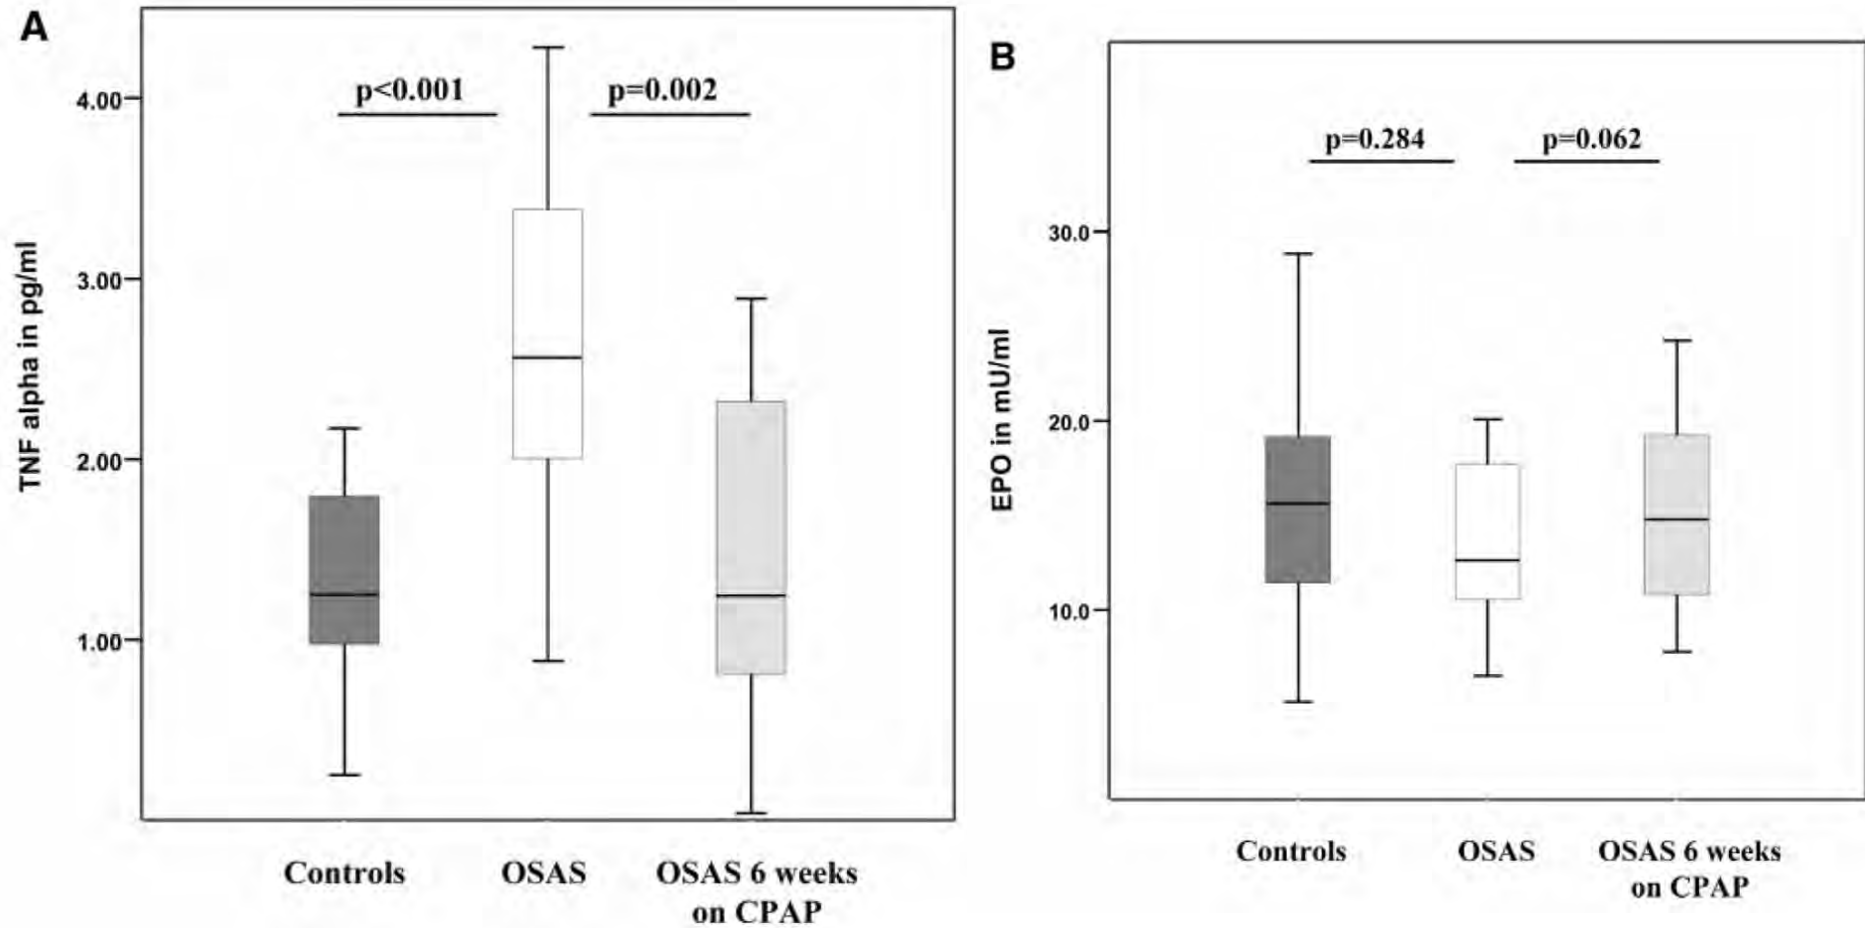 A
p<0.001
p=0.002
4.00
3.00
2.00
1.00
TNF alpha in pg/ml
Controls
OSAS
OSAS 6 weeks
on CPAP
B
p=0.284
p=0.062
30.0
20.0
10.0
EPO in mU/ml
Controls
OSAS
OSAS 6 weeks
on CPAP